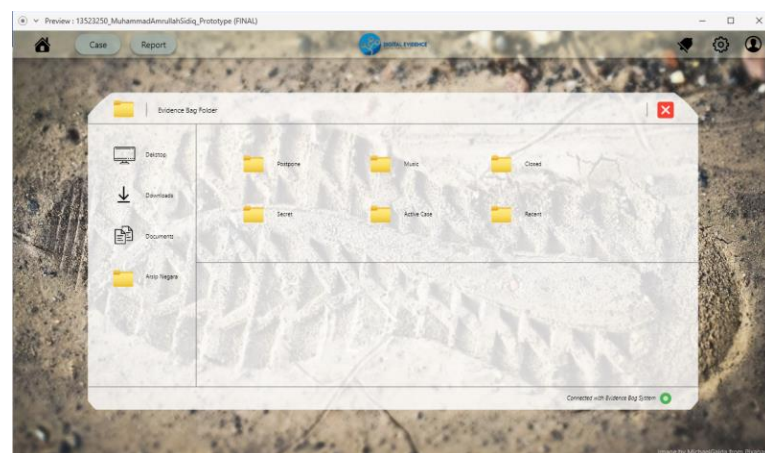 Preview : 13523250_MuhammadAmrullahSidiq_Prototype (FINAL)
Case Report DIGITAL EVIDENCE
Evidence Bag Folder
Dekstop
Downloads
Documents
Arsip Negara
Postpone Music Closed
Secret Active Case Recent
Connected with Evidence Bag System